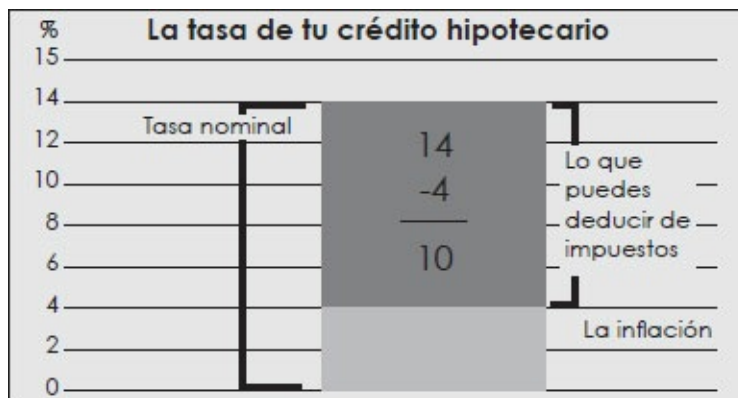 % La tasa de tu crédito hipotecario
15
14
Tasa nominal
12
14
-4
10
Lo que
puedes
deducir de
impuestos
10
8
6
4
La inflación
2
0